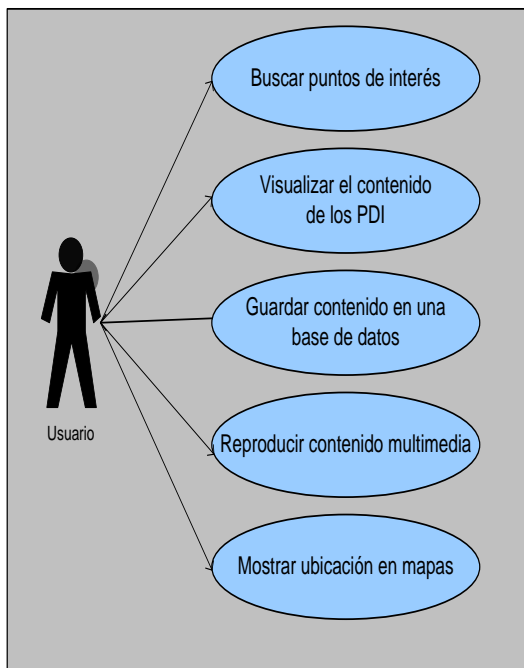 Buscar puntos de interés
Visualizar el contenido
de los PDI
Guardar contenido en una
base de datos
Usuario
Reproducir contenido multimedia
Mostrar ubicación en mapas